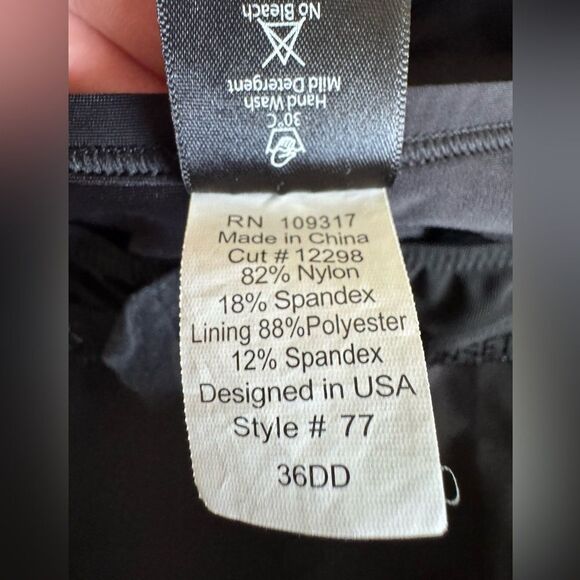 No Bleach
Mild Detergent
Hand Wash
30°C
RN 109317
Made in China
Cut # 12298
82% Nylon
18% Spandex
Lining 88%Polyester
12% Spandex
Designed in USA
Style # 77
36DD